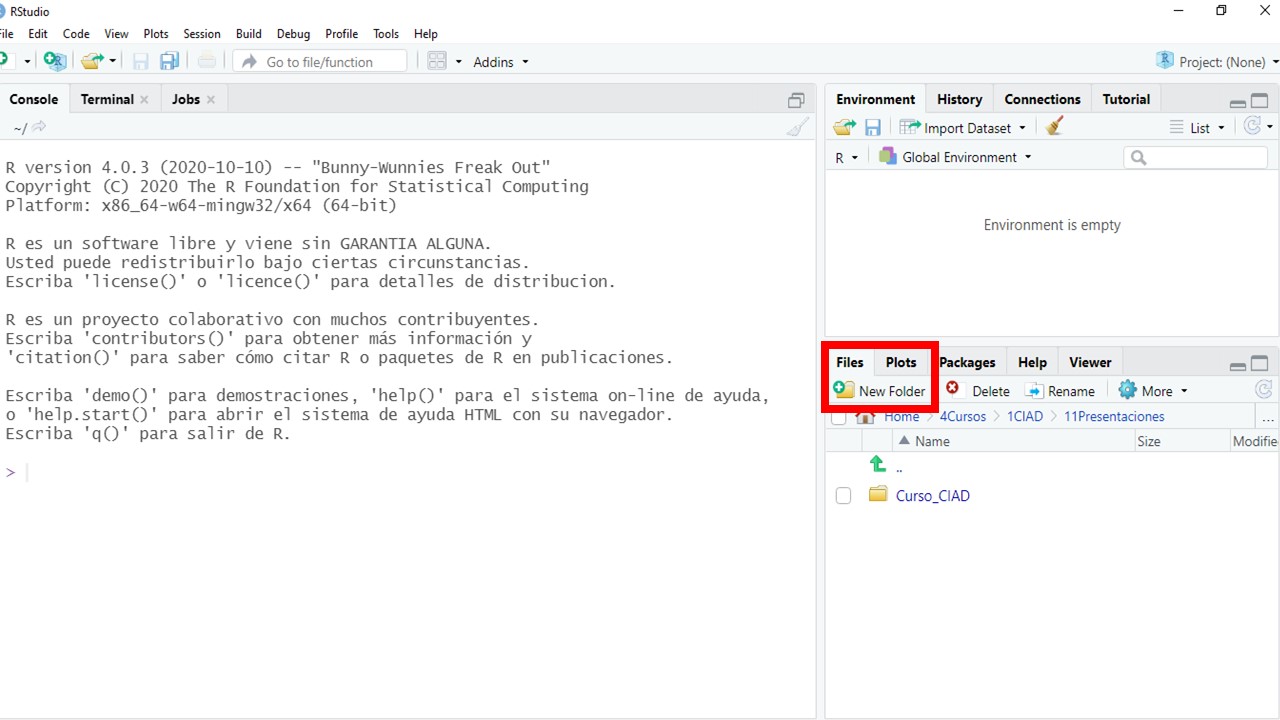 RStudio
File Edit Code View Plots Session Build Debug Profile Tools Help
Go to file/function Addins Project: (None)
Console Terminal Jobs
~/
R version 4.0.3 (2020-10-10) -- "Bunny-Wunnies Freak Out"
Copyright (C) 2020 The R Foundation for Statistical Computing
Platform: x86_64-w64-mingw32/x64 (64-bit)
R es un software libre y viene sin GARANTIA ALGUNA.
Usted puede redistribuirlo bajo ciertas circunstancias.
Escriba 'license()' o 'licence()' para detalles de distribucion.
R es un proyecto colaborativo con muchos contribuyentes.
Escriba 'contributors()' para obtener más información y
'citation()' para saber cómo citar R o paquetes de R en publicaciones.
Escriba 'demo()' para demostraciones, 'help()' para el sistema on-line de ayuda,
o 'help.start()' para abrir el sistema de ayuda HTML con su navegador.
Escriba 'q()' para salir de R.
>
Environment History Connections Tutorial
Import Dataset List
R Global Environment
Environment is empty
Files Plots Packages Help Viewer
New Folder Delete Rename More
Home 4Cursos 1CIAD 11Presentaciones ...
Name Size Modifie
..
Curso_CIAD